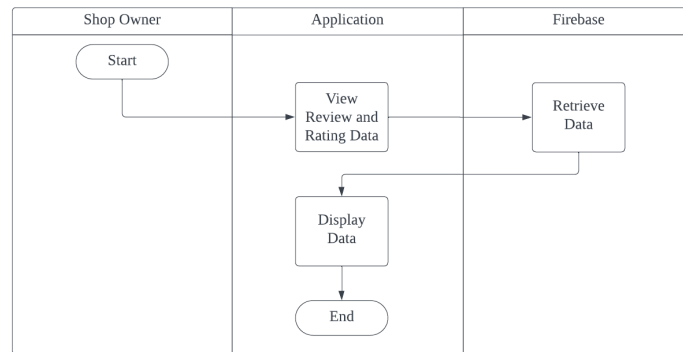 Shop Owner
Application
Firebase
Start
View
Review and
Rating Data
Retrieve
Data
Display
Data
End